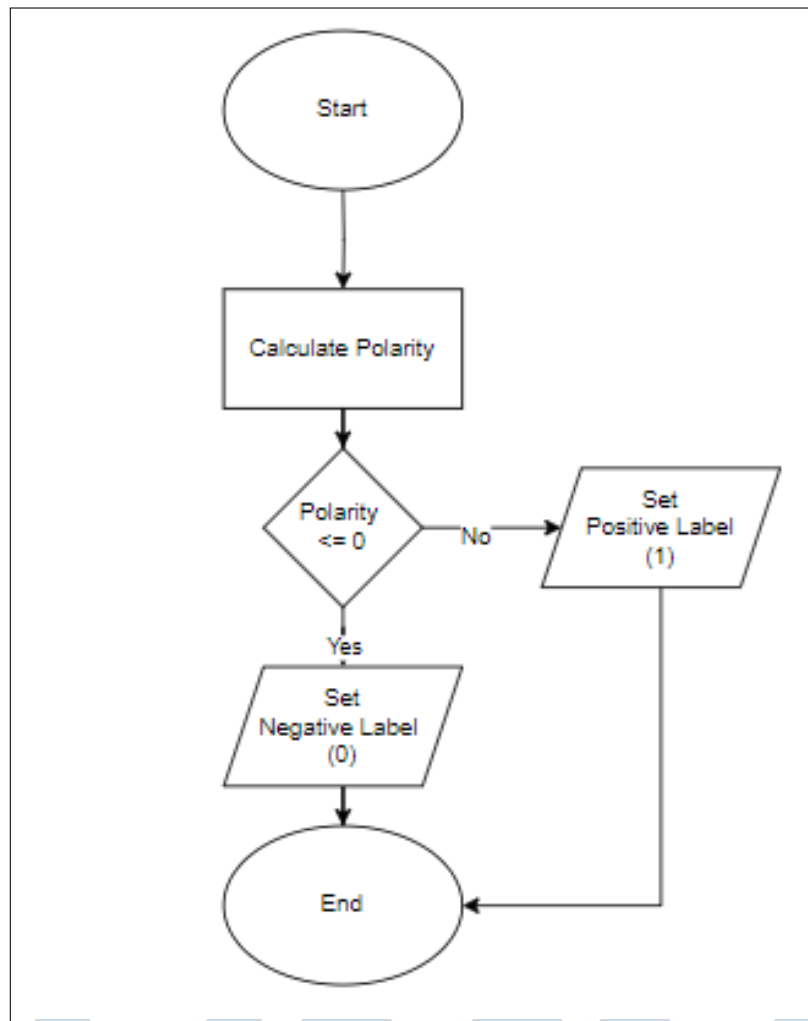 Start
Calculate Polarity
Polarity
<= 0
No
Set
Positive Label
(1)
Yes
Set
Negative Label
(0)
End